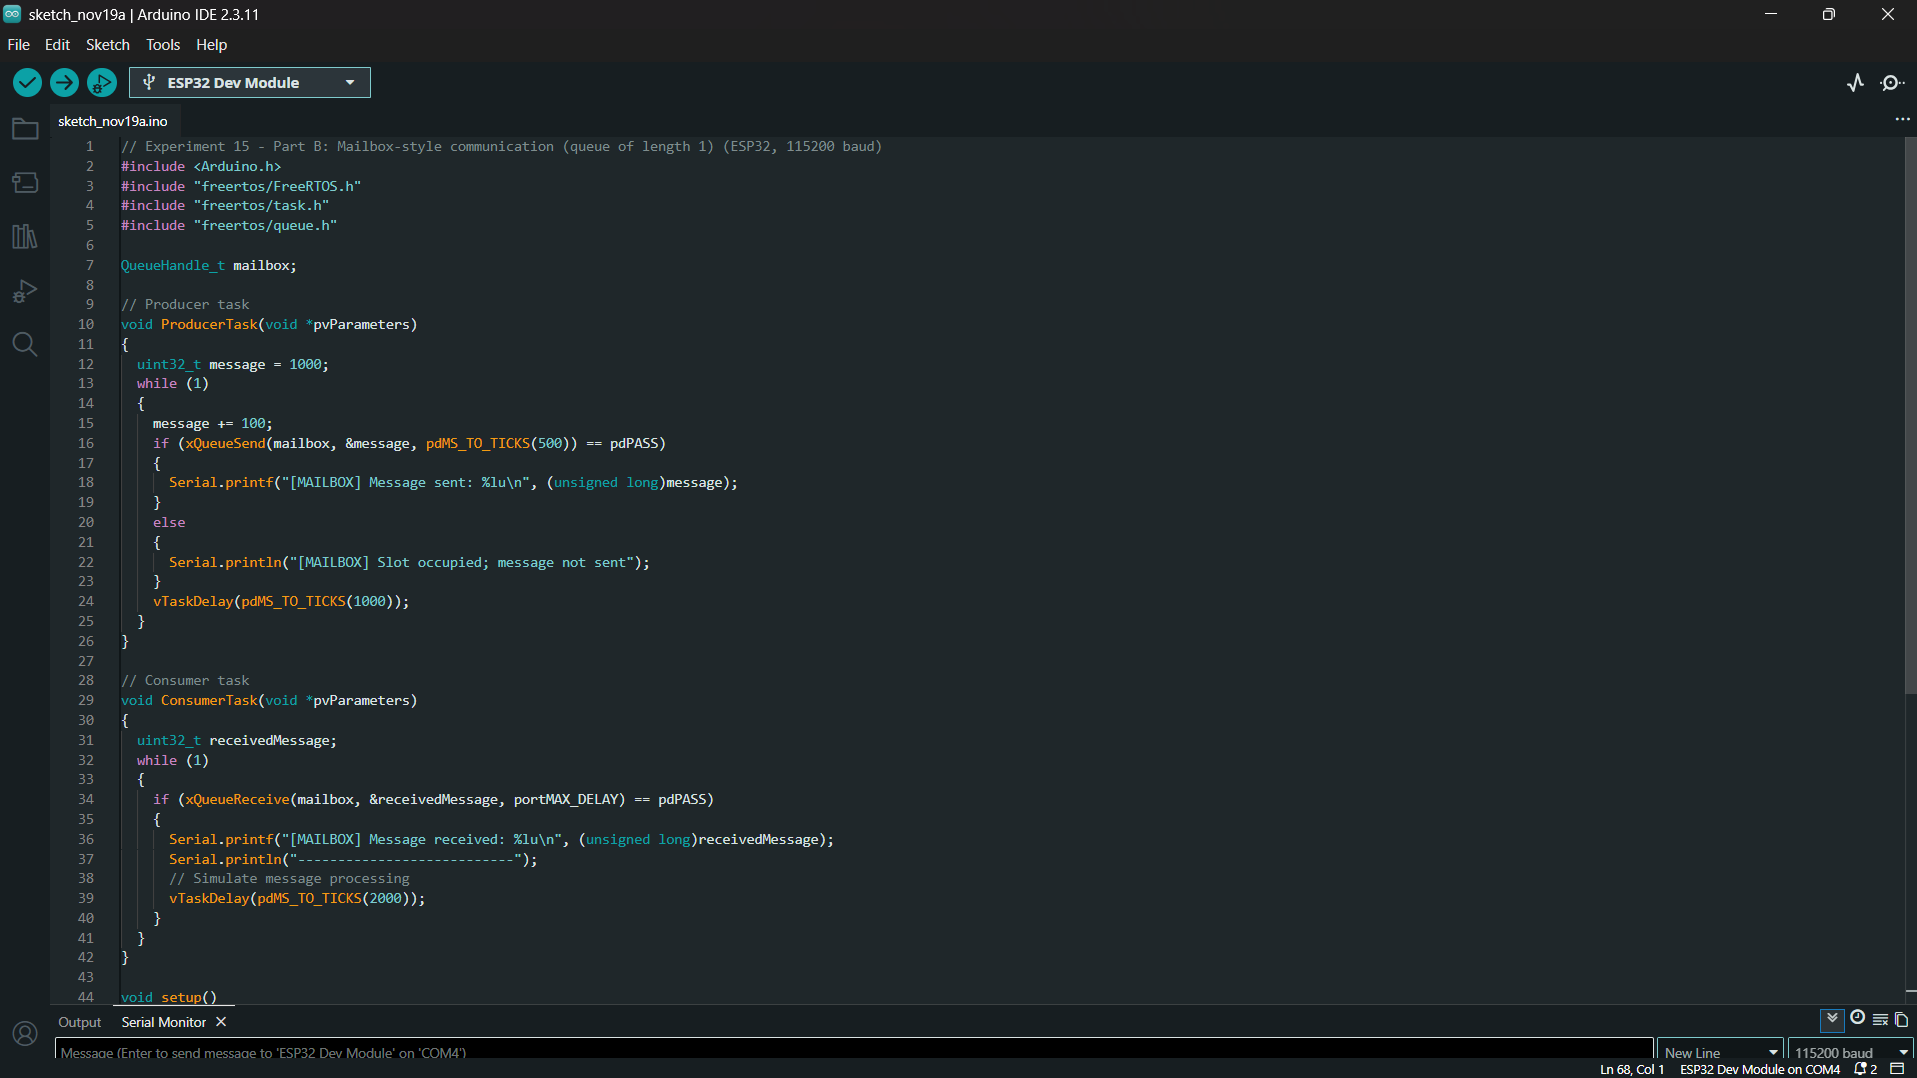 sketch_nov19a | Arduino IDE 2.3.11
File Edit Sketch Tools Help
ESP32 Dev Module
sketch_nov19a.ino
1 // Experiment 15 - Part B: Mailbox-style communication (queue of length 1) (ESP32, 115200 baud)
2 #include <Arduino.h>
3 #include "freertos/FreeRTOS.h"
4 #include "freertos/task.h"
5 #include "freertos/queue.h"
6
7 QueueHandle_t mailbox;
8
9 // Producer task
10 void ProducerTask(void *pvParameters)
11 {
12   uint32_t message = 1000;
13   while (1)
14   {
15     message += 100;
16     if (xQueueSend(mailbox, &message, pdMS_TO_TICKS(500)) == pdPASS)
17     {
18       Serial.printf("[MAILBOX] Message sent: %lu\n", (unsigned long)message);
19     }
20     else
21     {
22       Serial.println("[MAILBOX] Slot occupied; message not sent");
23     }
24     vTaskDelay(pdMS_TO_TICKS(1000));
25   }
26 }
27
28 // Consumer task
29 void ConsumerTask(void *pvParameters)
30 {
31   uint32_t receivedMessage;
32   while (1)
33   {
34     if (xQueueReceive(mailbox, &receivedMessage, portMAX_DELAY) == pdPASS)
35     {
36       Serial.printf("[MAILBOX] Message received: %lu\n", (unsigned long)receivedMessage);
37       Serial.println("---------------------------");
38       // Simulate message processing
39       vTaskDelay(pdMS_TO_TICKS(2000));
40     }
41   }
42 }
43
44 void setup()
Output Serial Monitor
Message (Enter to send message to 'ESP32 Dev Module' on 'COM4')
New Line
115200 baud
Ln 68, Col 1 ESP32 Dev Module on COM4 2